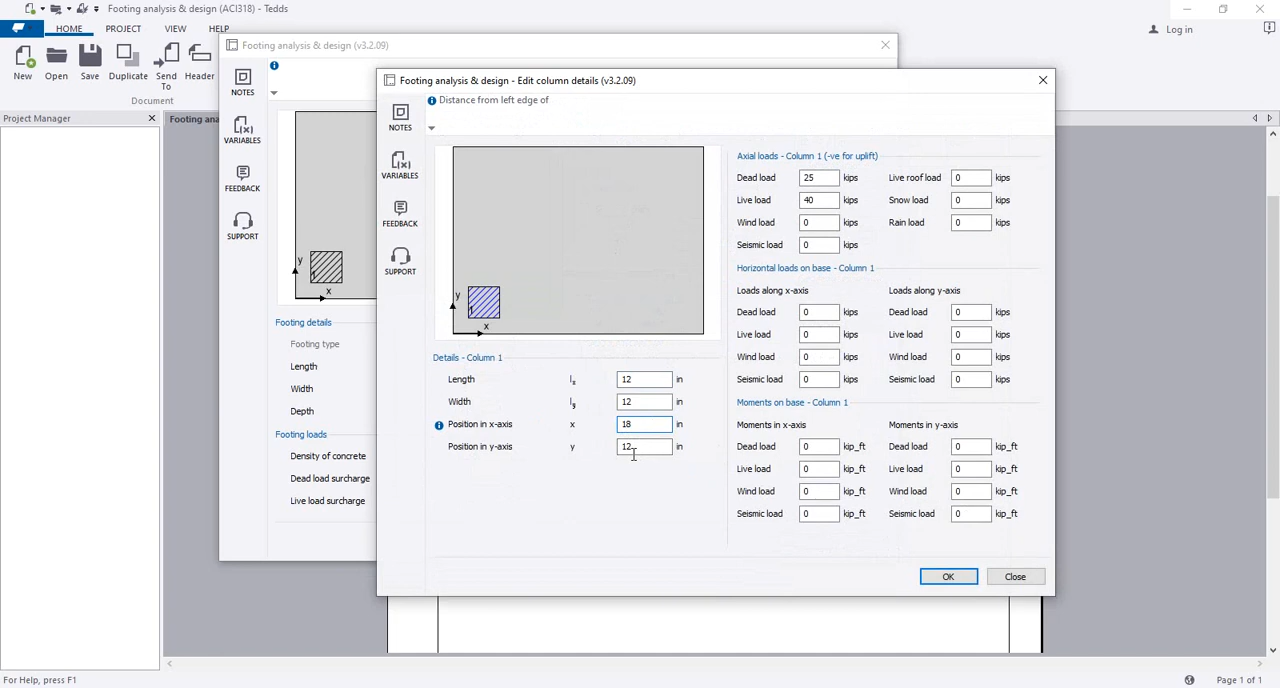 Footing analysis & design (ACI318) - Tedds
HOME PROJECT VIEW HELP
Log in
New Open Save Duplicate Send To Header
Document
Project Manager
Footing ana
Footing analysis & design (v3.2.09)
NOTES
VARIABLES
FEEDBACK
SUPPORT
y
1
x
Footing details
Footing type
Length
Width
Depth
Footing loads
Density of concrete
Dead load surcharge
Live load surcharge
Footing analysis & design - Edit column details (v3.2.09)
Distance from left edge of
NOTES
VARIABLES
FEEDBACK
SUPPORT
y
1
x
Details - Column 1
Length lx 12 in
Width ly 12 in
Position in x-axis x 18 in
Position in y-axis y 12 in
Axial loads - Column 1 (-ve for uplift)
Dead load 25 kips Live roof load 0 kips
Live load 40 kips Snow load 0 kips
Wind load 0 kips Rain load 0 kips
Seismic load 0 kips
Horizontal loads on base - Column 1
Loads along x-axis Loads along y-axis
Dead load 0 kips Dead load 0 kips
Live load 0 kips Live load 0 kips
Wind load 0 kips Wind load 0 kips
Seismic load 0 kips Seismic load 0 kips
Moments on base - Column 1
Moments in x-axis Moments in y-axis
Dead load 0 kip_ft Dead load 0 kip_ft
Live load 0 kip_ft Live load 0 kip_ft
Wind load 0 kip_ft Wind load 0 kip_ft
Seismic load 0 kip_ft Seismic load 0 kip_ft
OK Close
For Help, press F1
Page 1 of 1